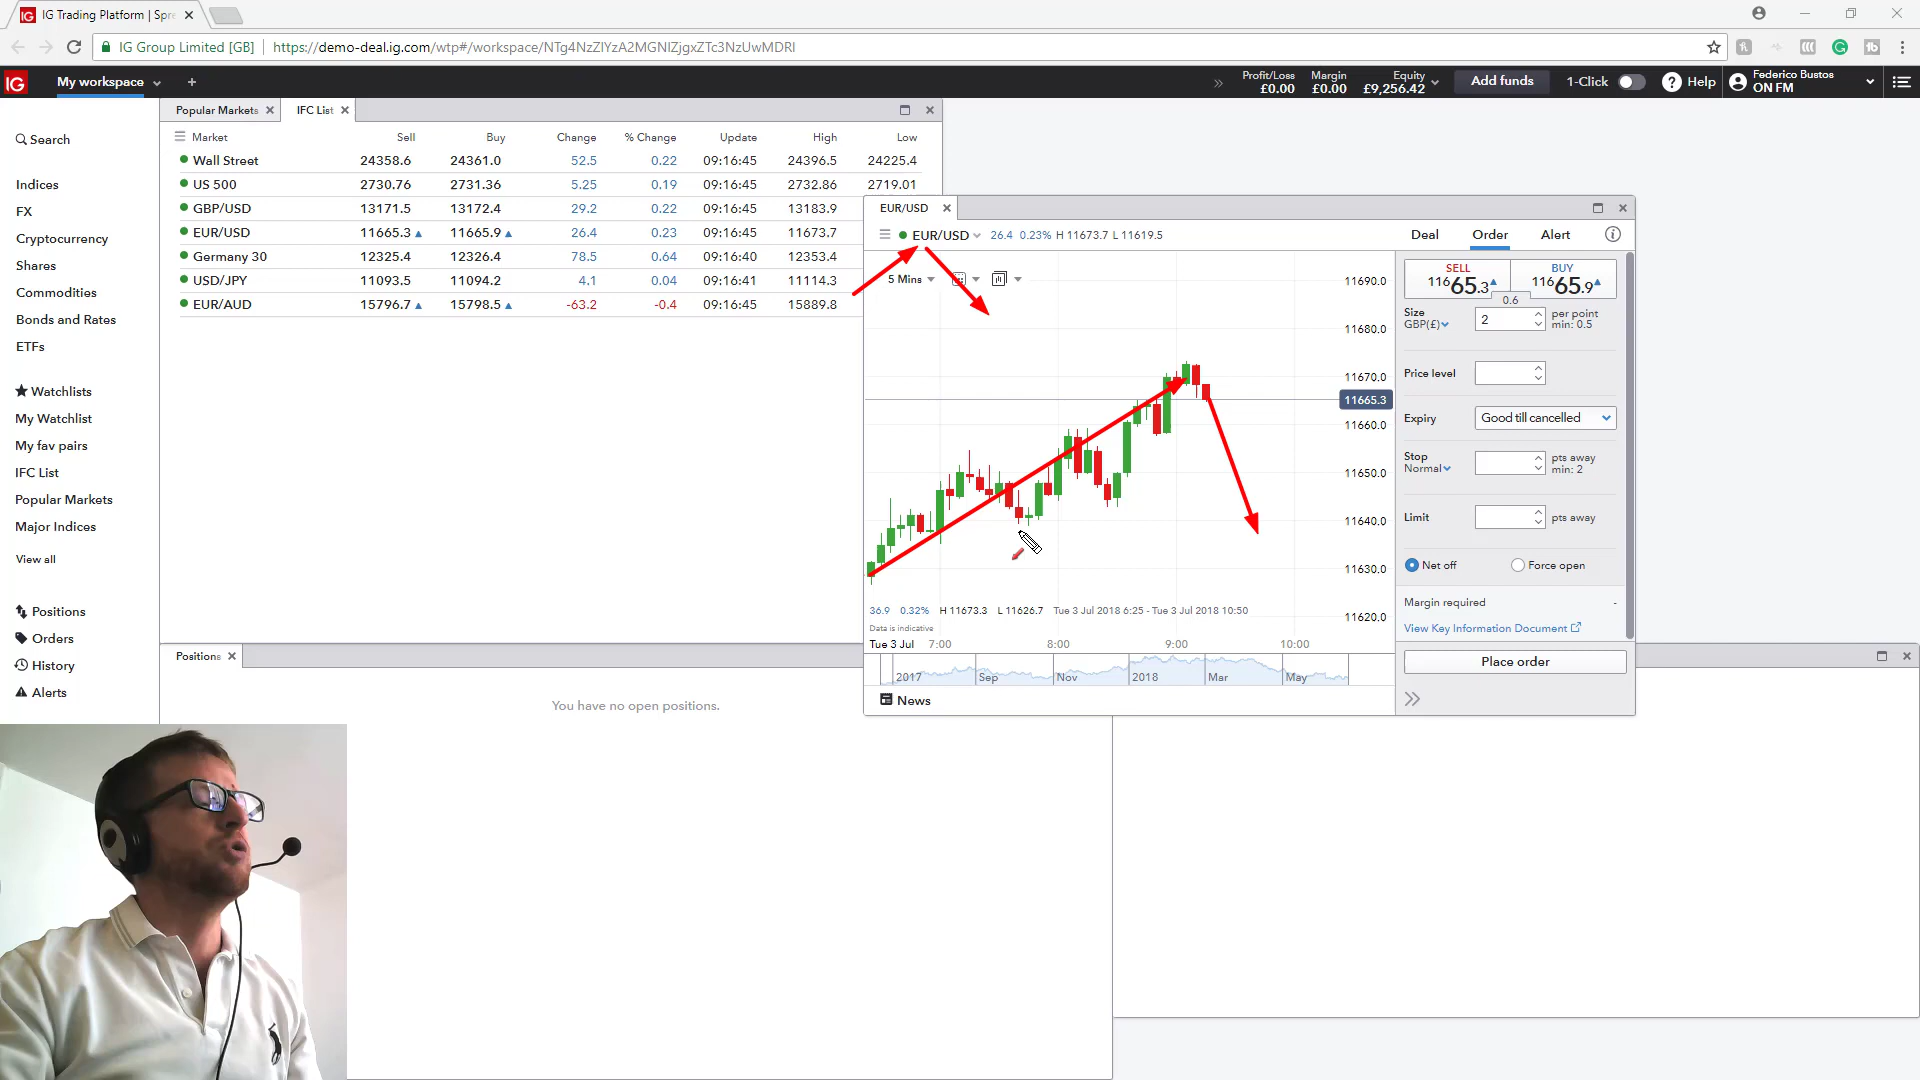 IG Trading Platform | Spre
IG Group Limited [GB] https://demo-deal.ig.com/wtp#/workspace/NTg4NzZlYzA2MGNlZjgxZTc3NzUwMDRl
IG My workspace + Profit/Loss £0.00 Margin £0.00 Equity £9,256.42 Add funds 1-Click Help Federico Bustos ON FM
Popular Markets IFC List
Search
Indices
FX
Cryptocurrency
Shares
Commodities
Bonds and Rates
ETFs
Watchlists
My Watchlist
My fav pairs
IFC List
Popular Markets
Major Indices
View all
Positions
Orders
History
Alerts
Market Sell Buy Change % Change Update High Low
Wall Street 24358.6 24361.0 52.5 0.22 09:16:45 24396.5 24225.4
US 500 2730.76 2731.36 5.25 0.19 09:16:45 2732.86 2719.01
GBP/USD 13171.5 13172.4 29.2 0.22 09:16:45 13183.9
EUR/USD 11665.3 11665.9 26.4 0.23 09:16:45 11673.7
Germany 30 12325.4 12326.4 78.5 0.64 09:16:40 12353.4
USD/JPY 11093.5 11094.2 4.1 0.04 09:16:41 11114.3
EUR/AUD 15796.7 15798.5 -63.2 -0.4 09:16:45 15889.8
EUR/USD
EUR/USD 26.4 0.23% H 11673.7 L 11619.5
Deal Order Alert
5 Mins
11690.0
11680.0
11670.0
11665.3
11660.0
11650.0
11640.0
11630.0
11620.0
36.9 0.32% H 11673.3 L 11626.7 Tue 3 Jul 2018 6:25 - Tue 3 Jul 2018 10:50
Data is indicative
Tue 3 Jul 7:00 8:00 9:00 10:00
2017 Sep Nov 2018 Mar May
News
SELL BUY
11665.3 11665.9
0.6
Size GBP(£) 2 per point min: 0.5
Price level
Expiry Good till cancelled
Stop Normal pts away min: 2
Limit pts away
Net off Force open
Margin required -
View Key Information Document
Place order
Positions
You have no open positions.